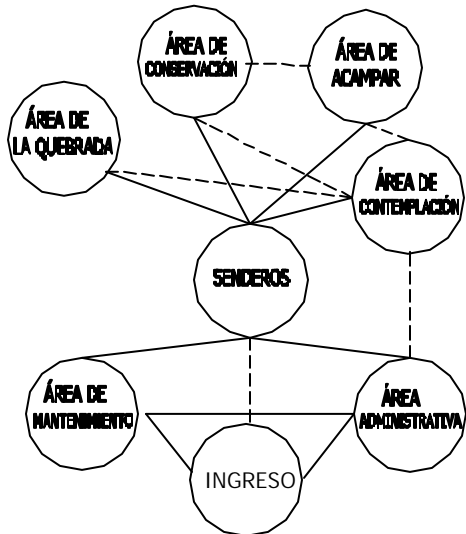 ÁREA DE
CONSERVACIÓN
ÁREA DE
ACAMPAR
ÁREA DE
LA QUEBRADA
ÁREA DE
CONTEMPLACIÓN
SENDEROS
ÁREA DE
MANTENIMIENTO
ÁREA
ADMINISTRATIVA
INGRESO